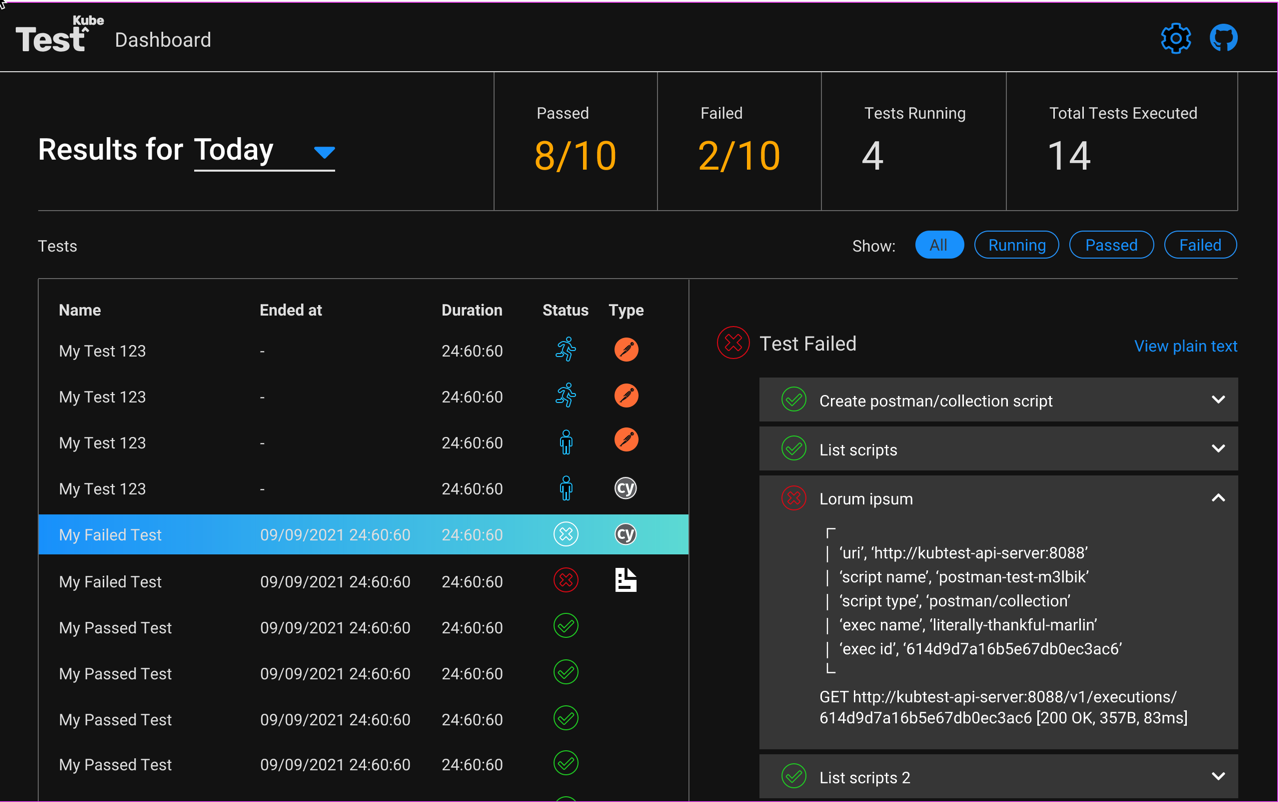 Kube
Test
Dashboard
Results for Today
Passed
8/10
Failed
2/10
Tests Running
4
Total Tests Executed
14
Tests
Show: All Running Passed Failed
Name Ended at Duration Status Type
My Test 123 - 24:60:60
My Test 123 - 24:60:60
My Test 123 - 24:60:60
My Test 123 - 24:60:60 cy
My Failed Test 09/09/2021 24:60:60 24:60:60 cy
My Failed Test 09/09/2021 24:60:60 24:60:60
My Passed Test 09/09/2021 24:60:60 24:60:60
My Passed Test 09/09/2021 24:60:60 24:60:60
My Passed Test 09/09/2021 24:60:60 24:60:60
My Passed Test 09/09/2021 24:60:60 24:60:60
Test Failed
View plain text
Create postman/collection script
List scripts
Lorum ipsum
┌
│ ‘uri’, ‘http://kubtest-api-server:8088’
│ ‘script name’, ‘postman-test-m3lbik’
│ ‘script type’, ‘postman/collection’
│ ‘exec name’, ‘literally-thankful-marlin’
│ ‘exec id’, ‘614d9d7a16b5e67db0ec3ac6’
└
GET http://kubtest-api-server:8088/v1/executions/
614d9d7a16b5e67db0ec3ac6 [200 OK, 357B, 83ms]
List scripts 2